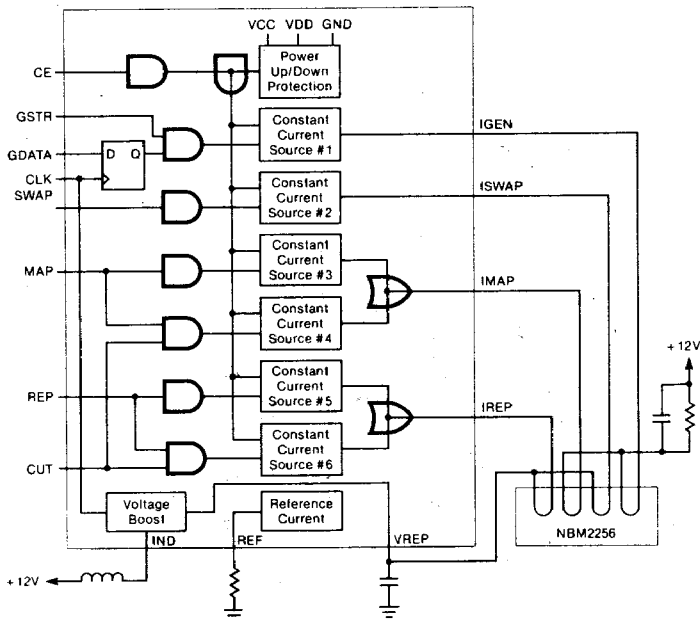 VCC VDD GND
CE
Power
Up/Down
Protection
GSTR
GDATA
D Q
CLK
SWAP
Constant
Current
Source #1
IGEN
Constant
Current
Source #2
ISWAP
MAP
Constant
Current
Source #3
IMAP
Constant
Current
Source #4
REP
Constant
Current
Source #5
IREP
CUT
Constant
Current
Source #6
+12V
Voltage
Boost
Reference
Current
NBM2256
IND
REF
VREP
+12V